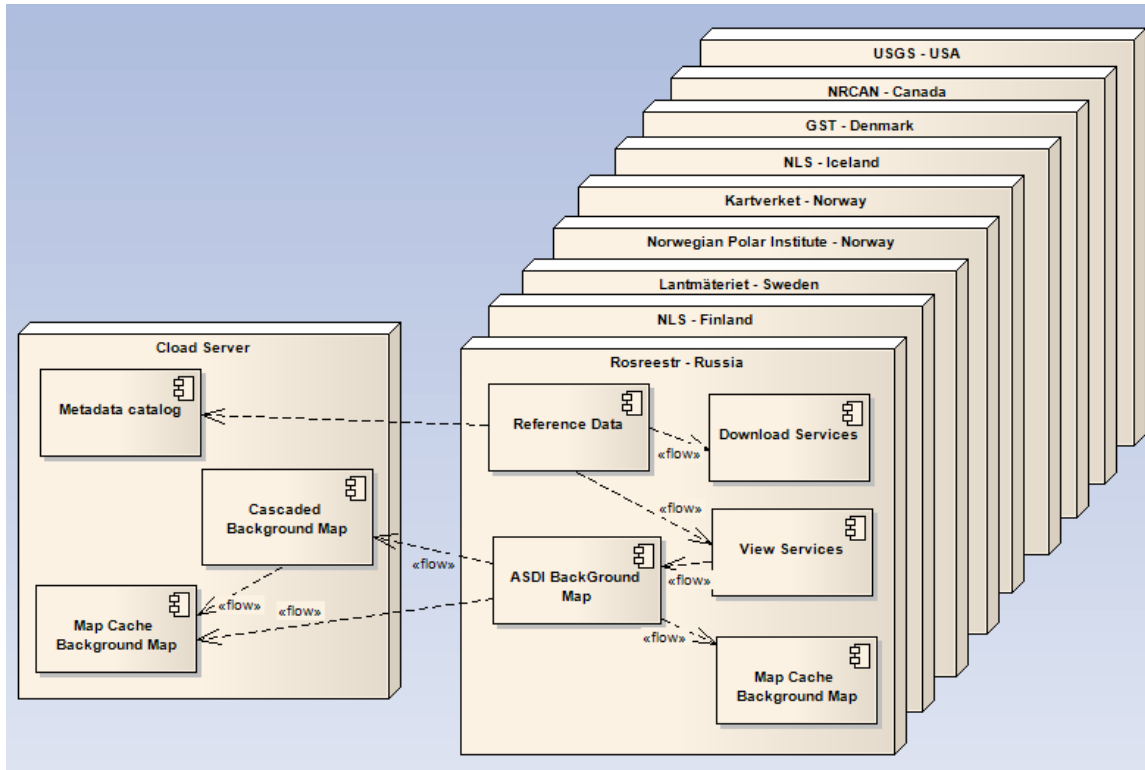 USGS - USA
NRCAN - Canada
GST - Denmark
NLS - Iceland
Kartverket - Norway
Norwegian Polar Institute - Norway
Lantmäteriet - Sweden
NLS - Finland
Rosreestr - Russia
Cload Server
Metadata catalog
Reference Data
Download Services
«flow»
«flow»
Cascaded
Background Map
View Services
«flow»
«flow»
ASDI BackGround
Map
«flow»
«flow»
«flow»
Map Cache
Background Map
Map Cache
Background Map